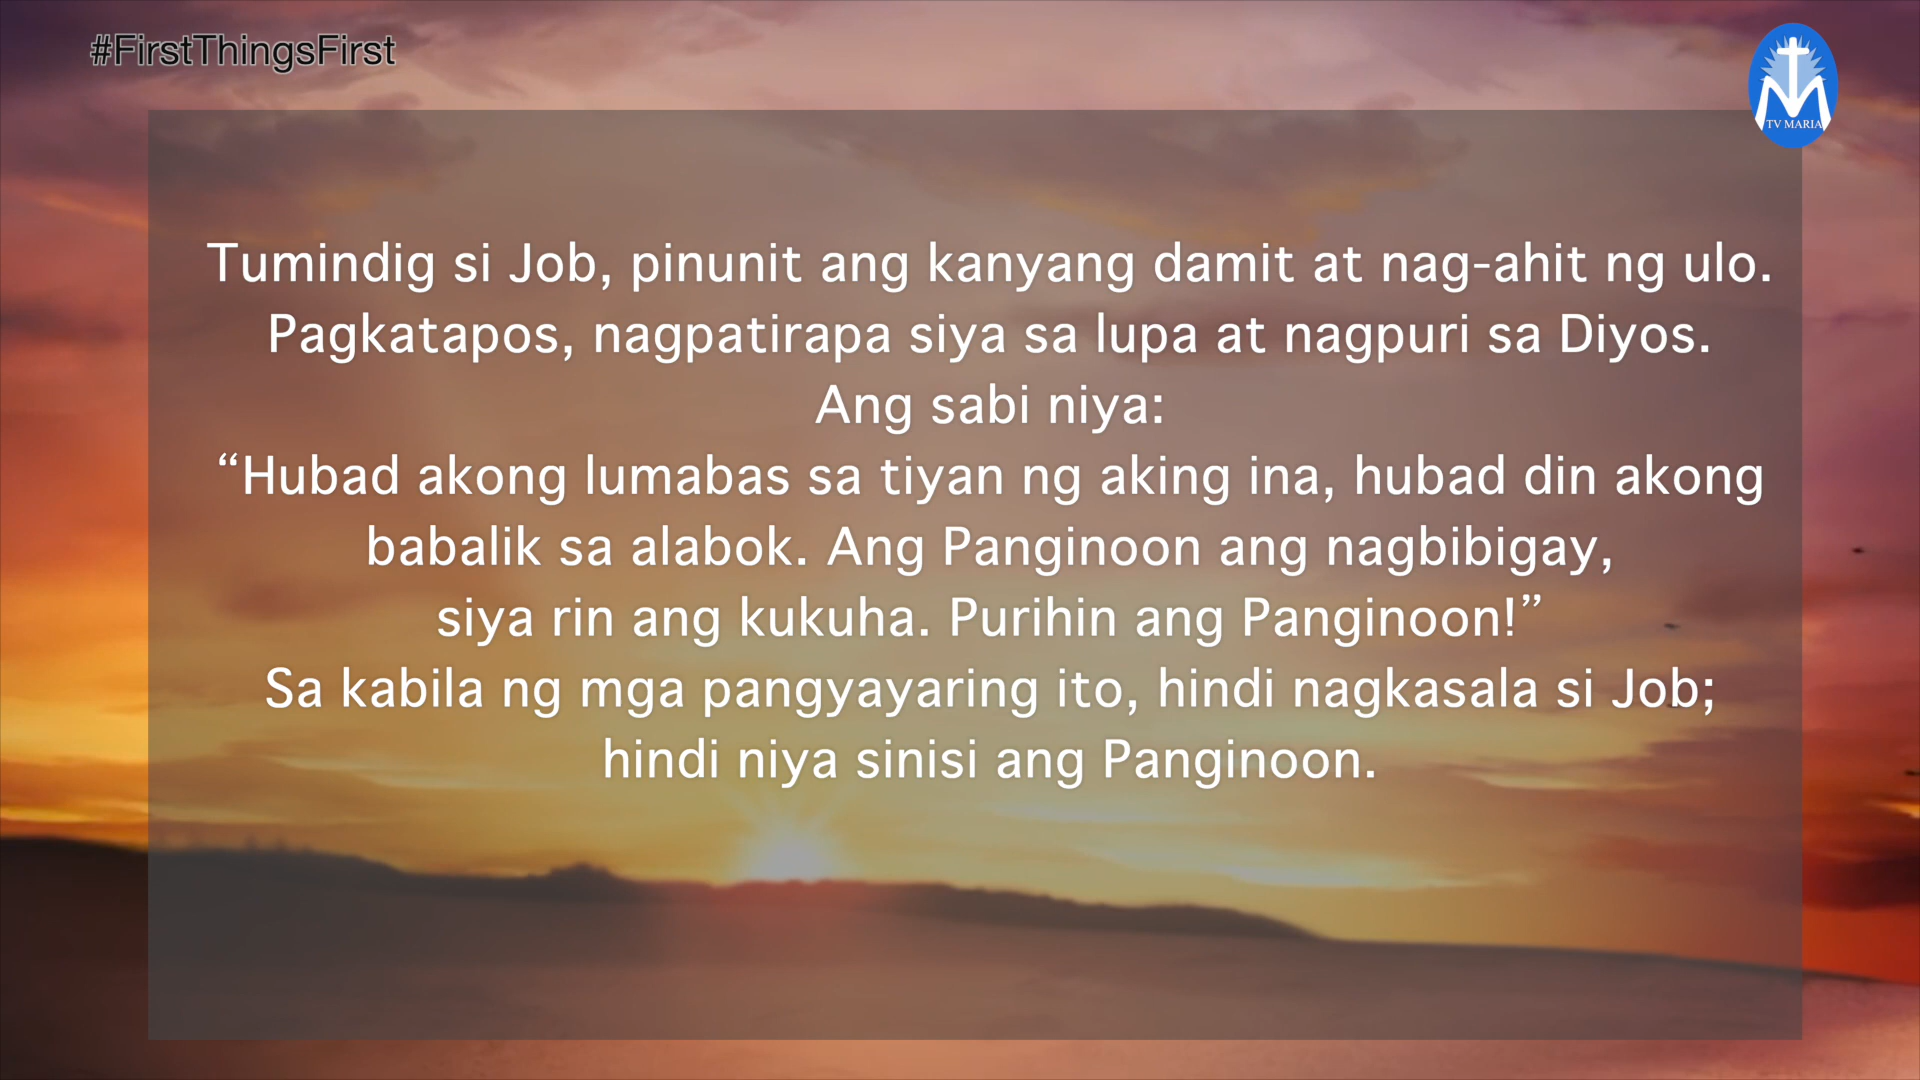 #FirstThingsFirst
TV MARIA
Tumindig si Job, pinunit ang kanyang damit at nag-ahit ng ulo.
Pagkatapos, nagpatirapa siya sa lupa at nagpuri sa Diyos.
Ang sabi niya:
“Hubad akong lumabas sa tiyan ng aking ina, hubad din akong
babalik sa alabok. Ang Panginoon ang nagbibigay,
siya rin ang kukuha. Purihin ang Panginoon!”
Sa kabila ng mga pangyayaring ito, hindi nagkasala si Job;
hindi niya sinisi ang Panginoon.